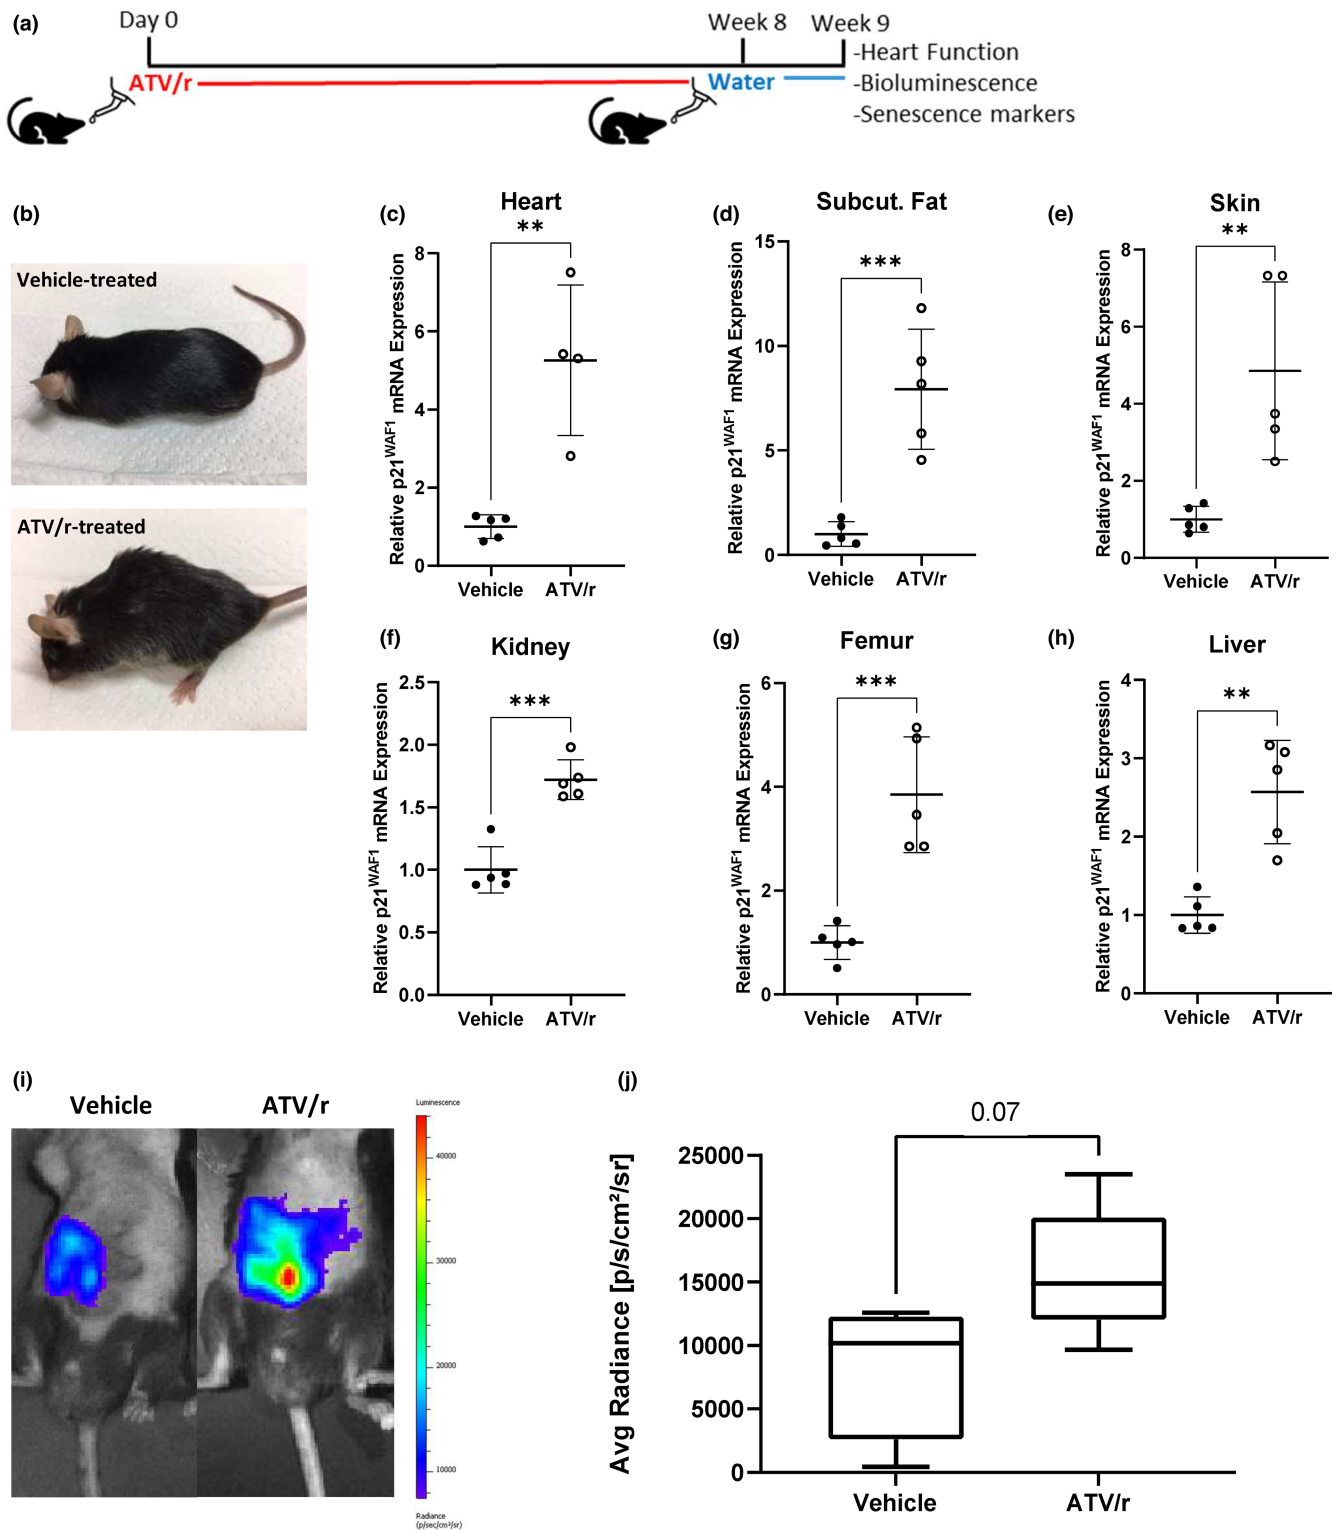 (a)
Day 0
Week 8
Week 9
ATV/r
Water
-Heart Function
-Bioluminescence
-Senescence markers
(b)
Vehicle-treated
ATV/r-treated
(c)
Heart
**
Relative p21WAF1 mRNA Expression
8
6
4
2
0
Vehicle
ATV/r
(d)
Subcut. Fat
***
Relative p21WAF1 mRNA Expression
15
10
5
0
Vehicle
ATV/r
(e)
Skin
**
Relative p21WAF1 mRNA Expression
8
6
4
2
0
Vehicle
ATV/r
(f)
Kidney
***
Relative p21WAF1 mRNA Expression
2.5
2.0
1.5
1.0
0.5
0.0
Vehicle
ATV/r
(g)
Femur
***
Relative p21WAF1 mRNA Expression
6
4
2
0
Vehicle
ATV/r
(h)
Liver
**
Relative p21WAF1 mRNA Expression
4
3
2
1
0
Vehicle
ATV/r
(i)
Vehicle
ATV/r
Luminescence
40000
30000
20000
10000
Radiance
(p/sec/cm²/sr)
(j)
0.07
Avg Radiance [p/s/cm²/sr]
25000
20000
15000
10000
5000
0
Vehicle
ATV/r